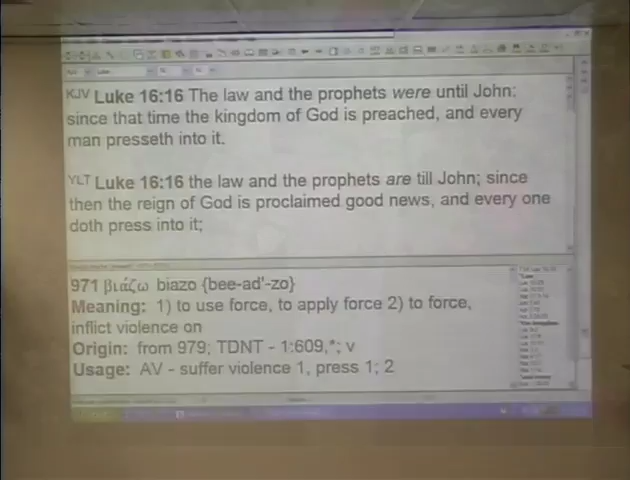 KJV Luke 16:16 The law and the prophets were until John:
since that time the kingdom of God is preached, and every
man presseth into it.
YLT Luke 16:16 the law and the prophets are till John; since
then the reign of God is proclaimed good news, and every one
doth press into it;
971 βιάζω biazo {bee-ad'-zo}
Meaning: 1) to use force, to apply force 2) to force,
inflict violence on
Origin: from 979; TDNT - 1:609,*; v
Usage: AV - suffer violence 1, press 1; 2